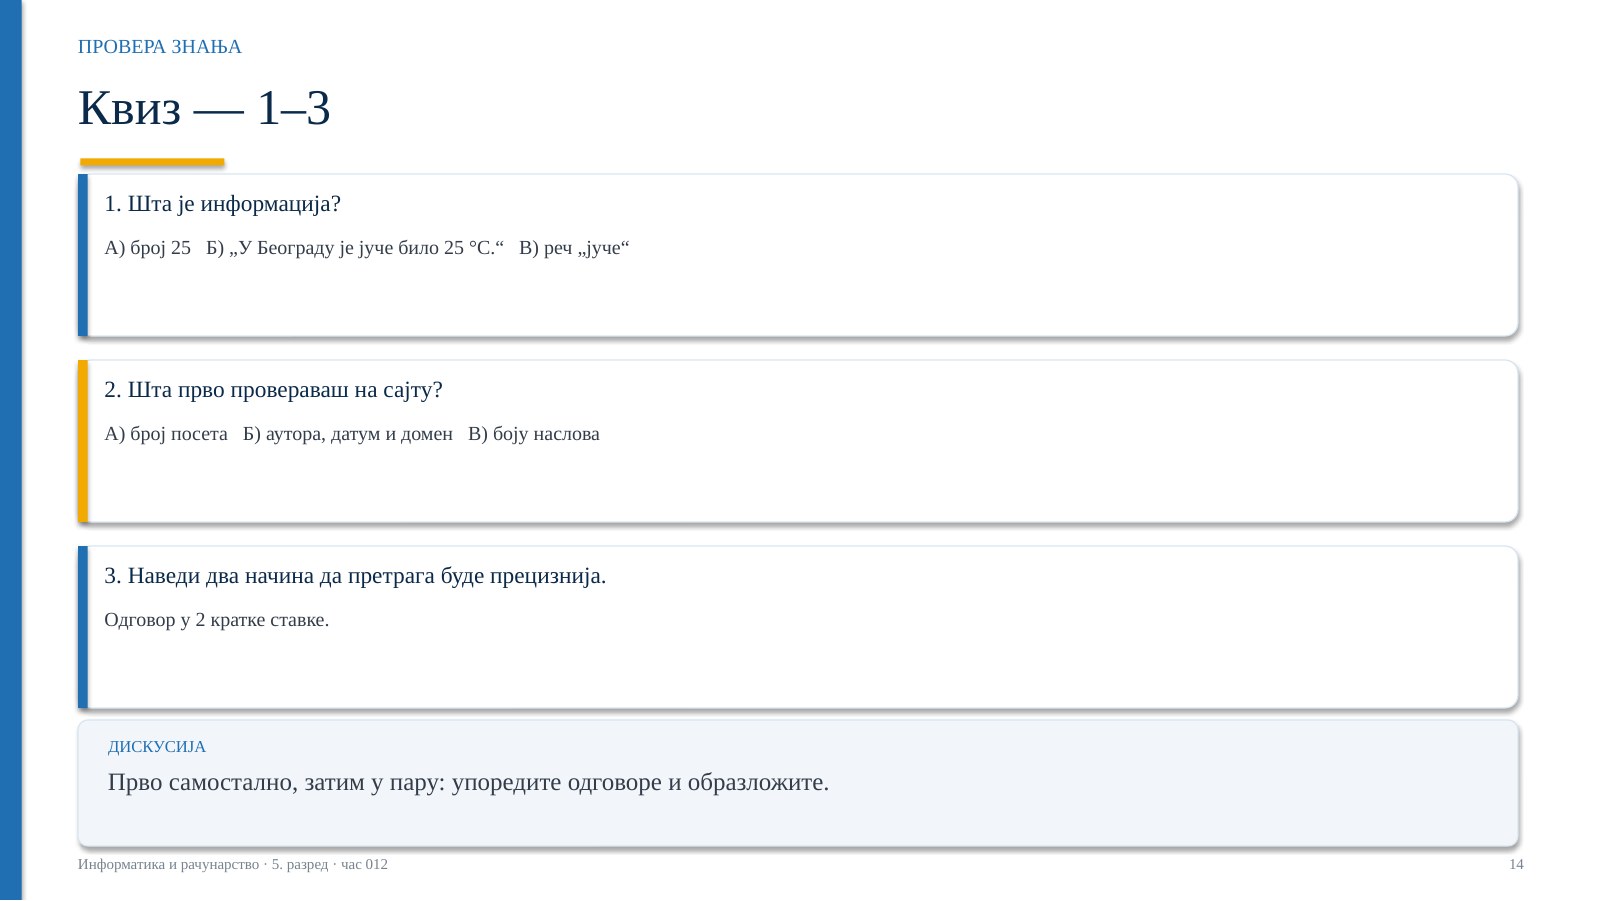 ПРОВЕРА ЗНАЊА
Квиз — 1–3
1. Шта је информација?
А) број 25   Б) „У Београду је јуче било 25 °C.“   В) реч „јуче“
2. Шта прво провераваш на сајту?
А) број посета   Б) аутора, датум и домен   В) боју наслова
3. Наведи два начина да претрага буде прецизнија.
Одговор у 2 кратке ставке.
ДИСКУСИЈА
Прво самостално, затим у пару: упоредите одговоре и образложите.
Информатика и рачунарство · 5. разред · час 012
14